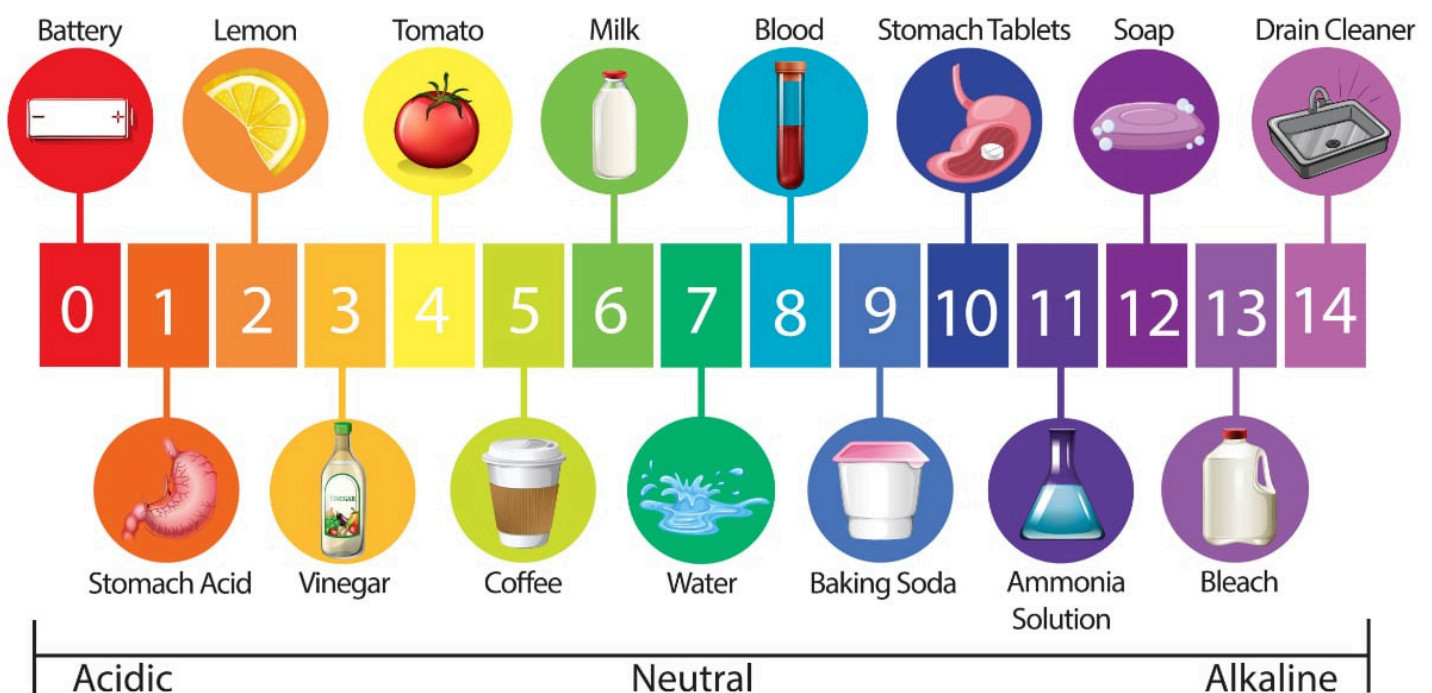 Battery Lemon Tomato Milk Blood Stomach Tablets Soap Drain Cleaner
- +
0 1 2 3 4 5 6 7 8 9 10 11 12 13 14
VINEGAR
Stomach Acid Vinegar Coffee Water Baking Soda Ammonia Solution Bleach
Acidic Neutral Alkaline